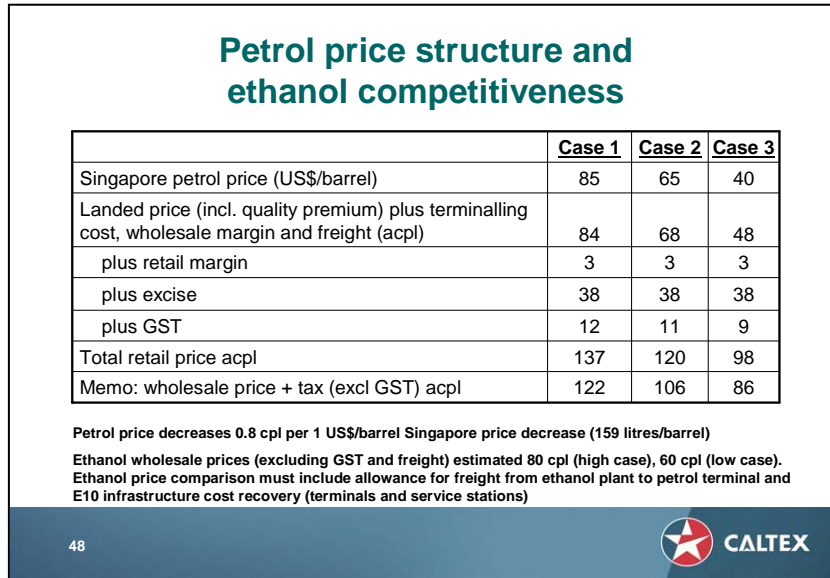 Petrol price structure and
ethanol competitiveness
Case 1 Case 2 Case 3
Singapore petrol price (US$/barrel) 85 65 40
Landed price (incl. quality premium) plus terminalling
cost, wholesale margin and freight (acpl) 84 68 48
plus retail margin 3 3 3
plus excise 38 38 38
plus GST 12 11 9
Total retail price acpl 137 120 98
Memo: wholesale price + tax (excl GST) acpl 122 106 86
Petrol price decreases 0.8 cpl per 1 US$/barrel Singapore price decrease (159 litres/barrel)
Ethanol wholesale prices (excluding GST and freight) estimated 80 cpl (high case), 60 cpl (low case).
Ethanol price comparison must include allowance for freight from ethanol plant to petrol terminal and
E10 infrastructure cost recovery (terminals and service stations)
48
CALTEX